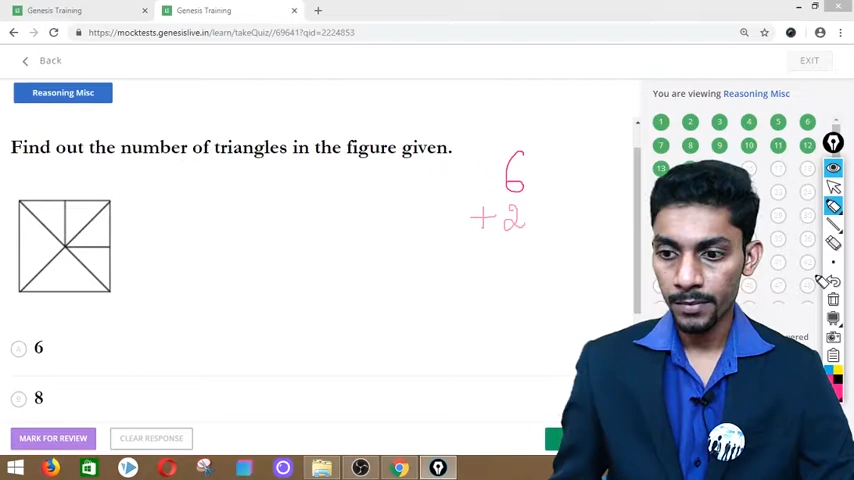 Genesis Training
Genesis Training
https://mocktests.genesislive.in/learn/takeQuiz//69641?qid=2224853
Back
EXIT
Reasoning Misc
You are viewing Reasoning Misc
Find out the number of triangles in the figure given.
6
+2
1 2 3 4 5 6
7 8 9 10 11 12
13
A 6
B 8
MARK FOR REVIEW
CLEAR RESPONSE